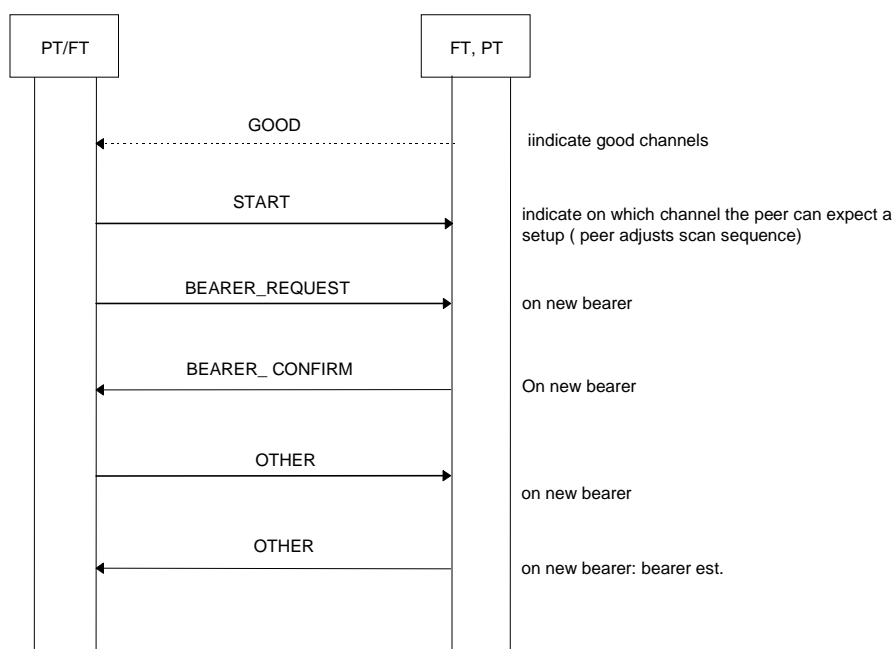 PT/FT
FT, PT
GOOD
iindicate good channels
START
indicate on which channel the peer can expect a
setup ( peer adjusts scan sequence)
BEARER_REQUEST
on new bearer
BEARER_ CONFIRM
On new bearer
OTHER
on new bearer
OTHER
on new bearer: bearer est.